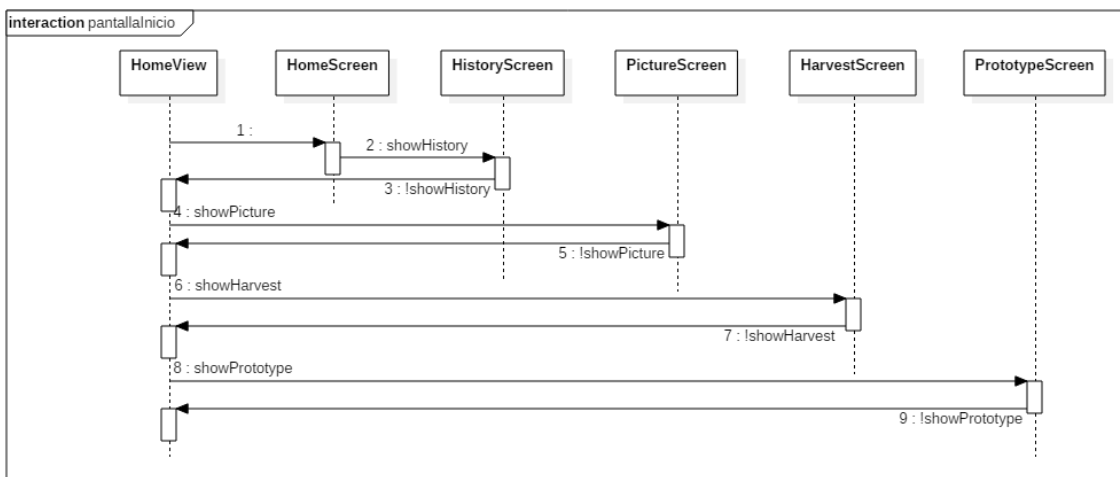 interaction pantallaInicio
HomeView
HomeScreen
HistoryScreen
PictureScreen
HarvestScreen
PrototypeScreen
1 :
2 : showHistory
3 : !showHistory
4 : showPicture
5 : !showPicture
6 : showHarvest
7 : !showHarvest
8 : showPrototype
9 : !showPrototype